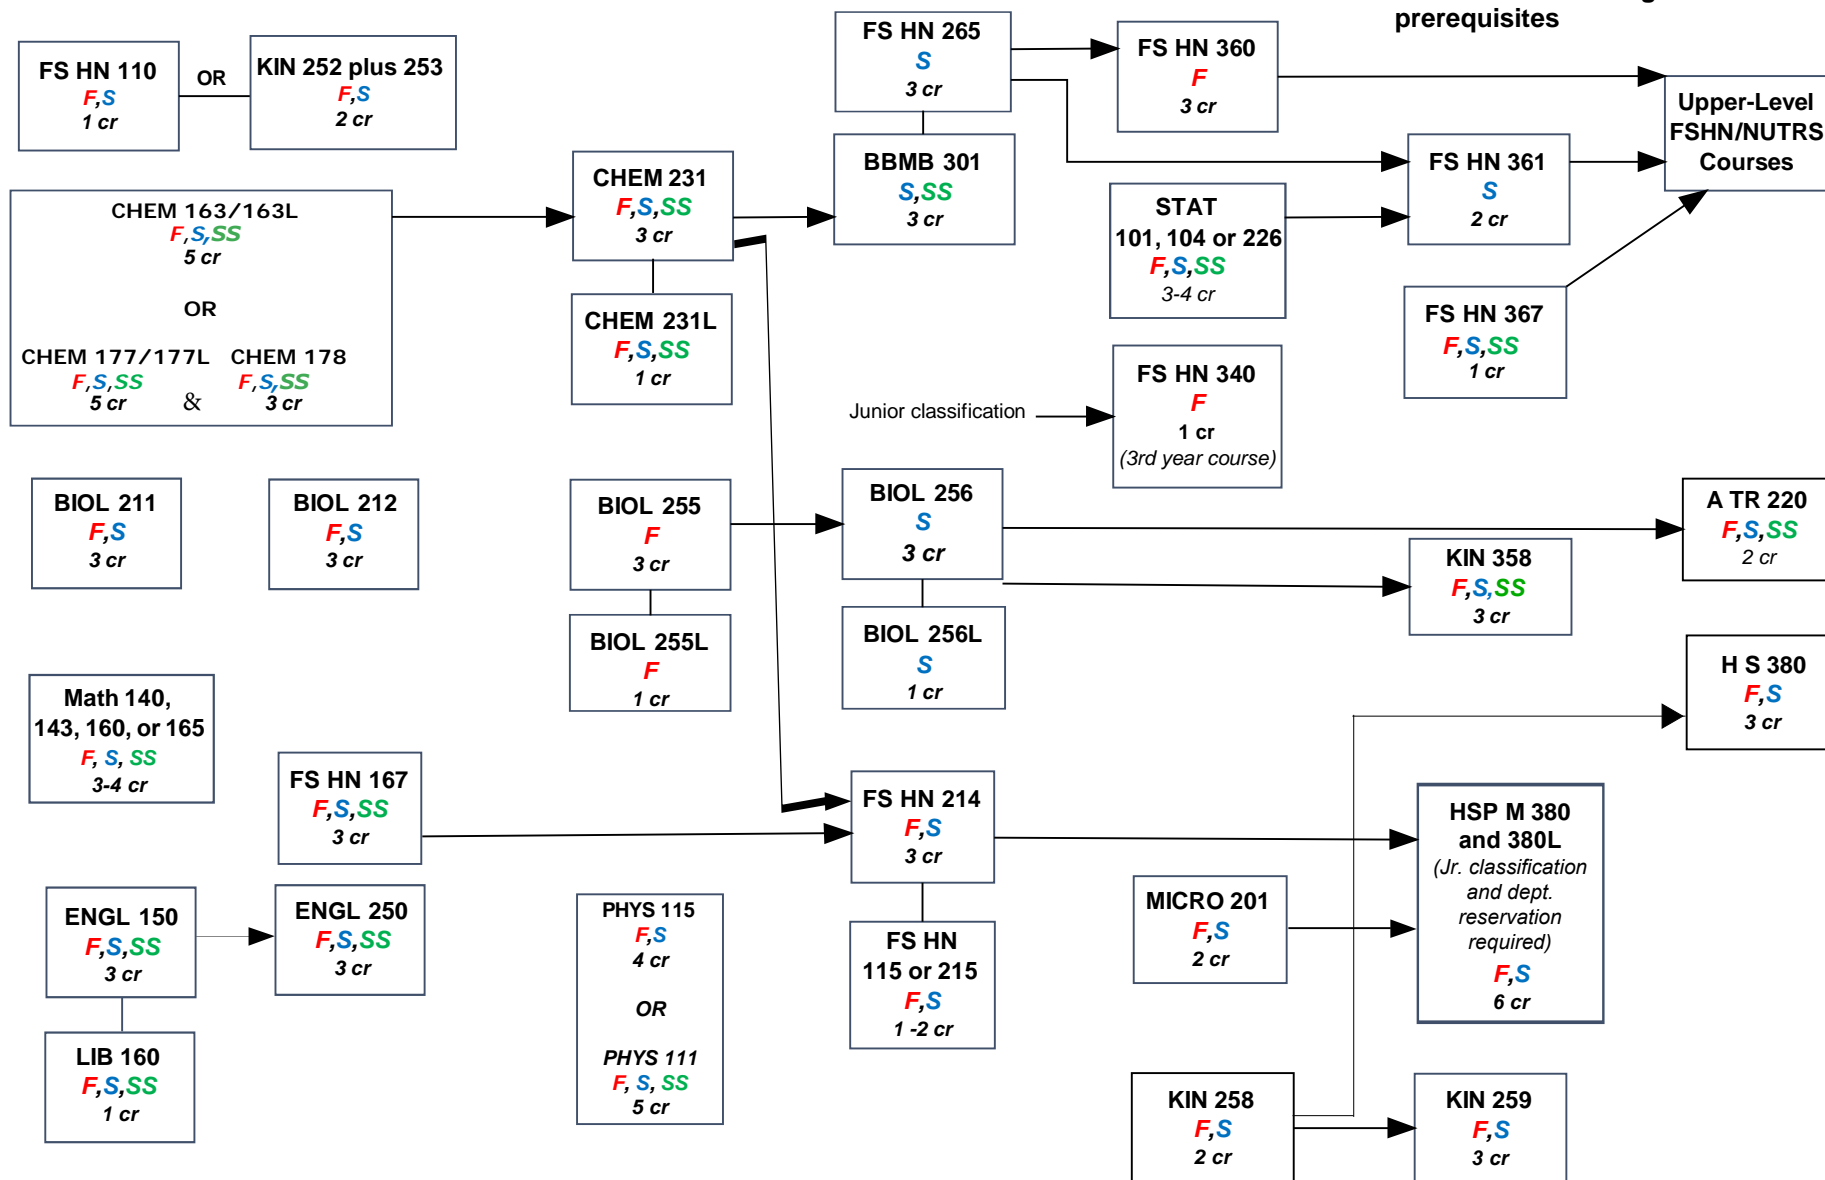 prerequisites
FS HN 110
F,S
1 cr
OR
KIN 252 plus 253
F,S
2 cr
FS HN 265
S
3 cr
FS HN 360
F
3 cr
Upper-Level
FSHN/NUTRS
Courses
CHEM 163/163L
F,S,SS
5 cr
OR
CHEM 177/177L
F,S,SS
5 cr
&
CHEM 178
F,S,SS
3 cr
CHEM 231
F,S,SS
3 cr
BBMB 301
S,SS
3 cr
STAT
101, 104 or 226
F,S,SS
3-4 cr
FS HN 361
S
2 cr
CHEM 231L
F,S,SS
1 cr
FS HN 367
F,S,SS
1 cr
Junior classification
FS HN 340
F
1 cr
(3rd year course)
BIOL 211
F,S
3 cr
BIOL 212
F,S
3 cr
BIOL 255
F
3 cr
BIOL 256
S
3 cr
A TR 220
F,S,SS
2 cr
KIN 358
F,S,SS
3 cr
BIOL 255L
F
1 cr
BIOL 256L
S
1 cr
H S 380
F,S
3 cr
Math 140,
143, 160, or 165
F, S, SS
3-4 cr
FS HN 167
F,S,SS
3 cr
FS HN 214
F,S
3 cr
HSP M 380
and 380L
(Jr. classification
and dept.
reservation
required)
F,S
6 cr
ENGL 150
F,S,SS
3 cr
ENGL 250
F,S,SS
3 cr
PHYS 115
F,S
4 cr
OR
PHYS 111
F, S, SS
5 cr
FS HN
115 or 215
F,S
1 -2 cr
MICRO 201
F,S
2 cr
LIB 160
F,S,SS
1 cr
KIN 258
F,S
2 cr
KIN 259
F,S
3 cr